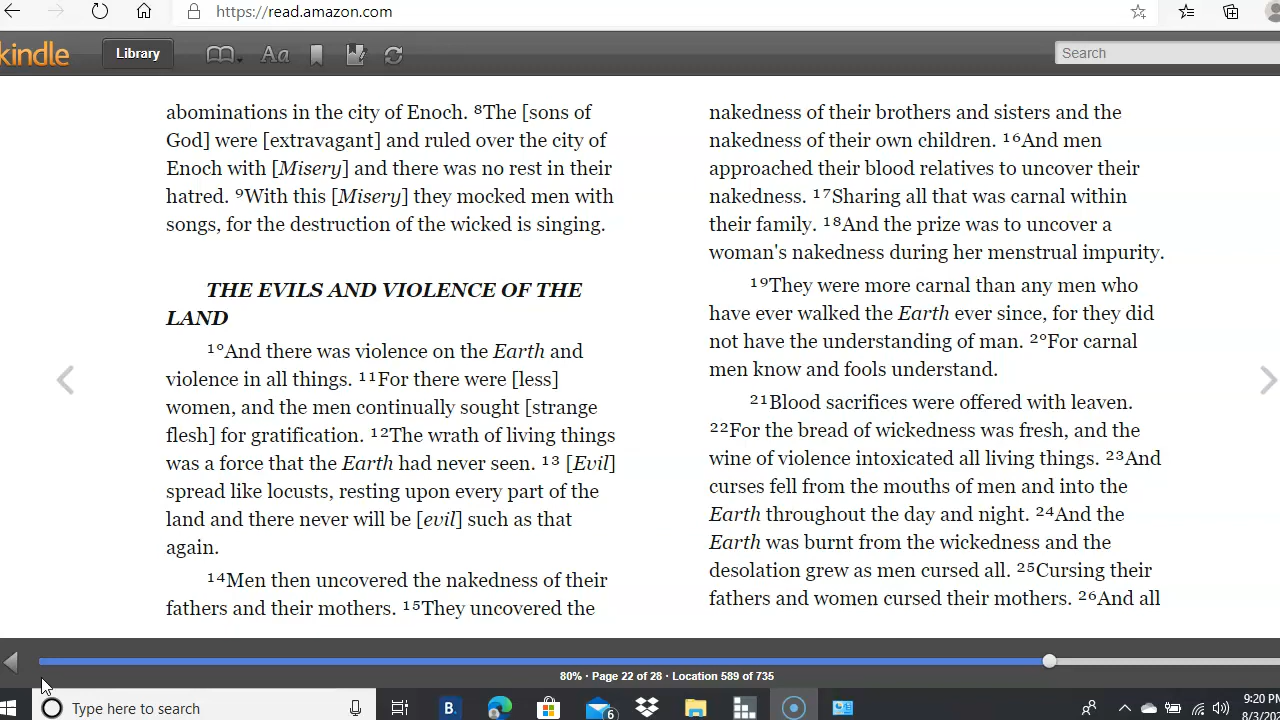 https://read.amazon.com
kindle
Library
Aa
Search
abominations in the city of Enoch. ⁸The [sons of
God] were [extravagant] and ruled over the city of
Enoch with [Misery] and there was no rest in their
hatred. ⁹With this [Misery] they mocked men with
songs, for the destruction of the wicked is singing.
THE EVILS AND VIOLENCE OF THE
LAND
¹°And there was violence on the Earth and
violence in all things. ¹¹For there were [less]
women, and the men continually sought [strange
flesh] for gratification. ¹²The wrath of living things
was a force that the Earth had never seen. ¹³ [Evil]
spread like locusts, resting upon every part of the
land and there never will be [evil] such as that
again.
¹⁴Men then uncovered the nakedness of their
fathers and their mothers. ¹⁵They uncovered the
nakedness of their brothers and sisters and the
nakedness of their own children. ¹⁶And men
approached their blood relatives to uncover their
nakedness. ¹⁷Sharing all that was carnal within
their family. ¹⁸And the prize was to uncover a
woman's nakedness during her menstrual impurity.
¹⁹They were more carnal than any men who
have ever walked the Earth ever since, for they did
not have the understanding of man. ²°For carnal
men know and fools understand.
²¹Blood sacrifices were offered with leaven.
²²For the bread of wickedness was fresh, and the
wine of violence intoxicated all living things. ²³And
curses fell from the mouths of men and into the
Earth throughout the day and night. ²⁴And the
Earth was burnt from the wickedness and the
desolation grew as men cursed all. ²⁵Cursing their
fathers and women cursed their mothers. ²⁶And all
80% · Page 22 of 28 · Location 589 of 735
Type here to search
B.
6
9:20 PM
8/3/20